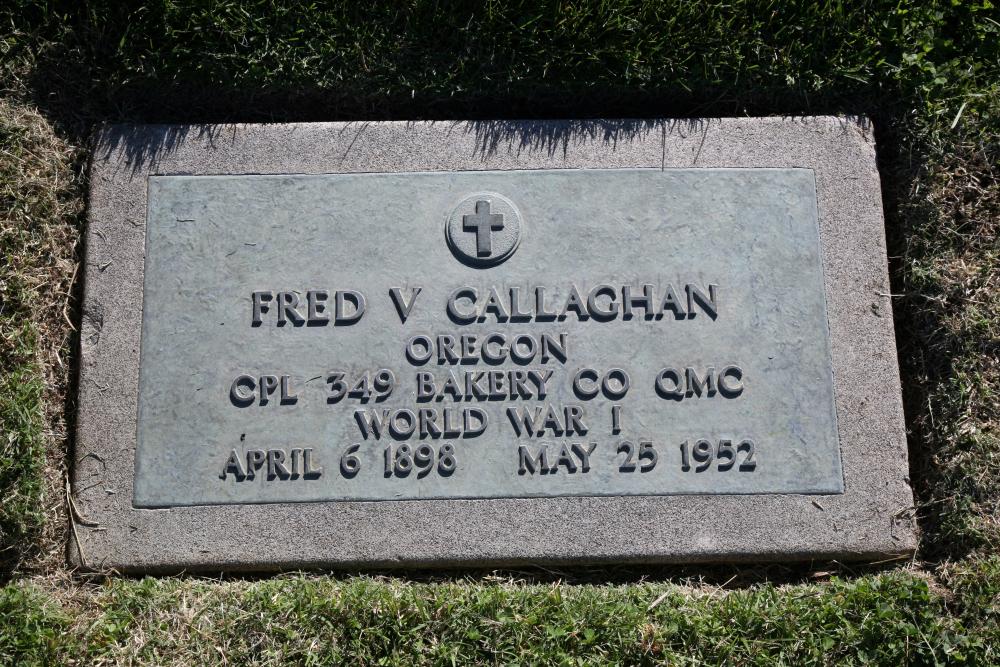 FRED V CALLAGHAN
OREGON
CPL 349 BAKERY CO QMC
WORLD WAR I
APRIL 6 1898 MAY 25 1952